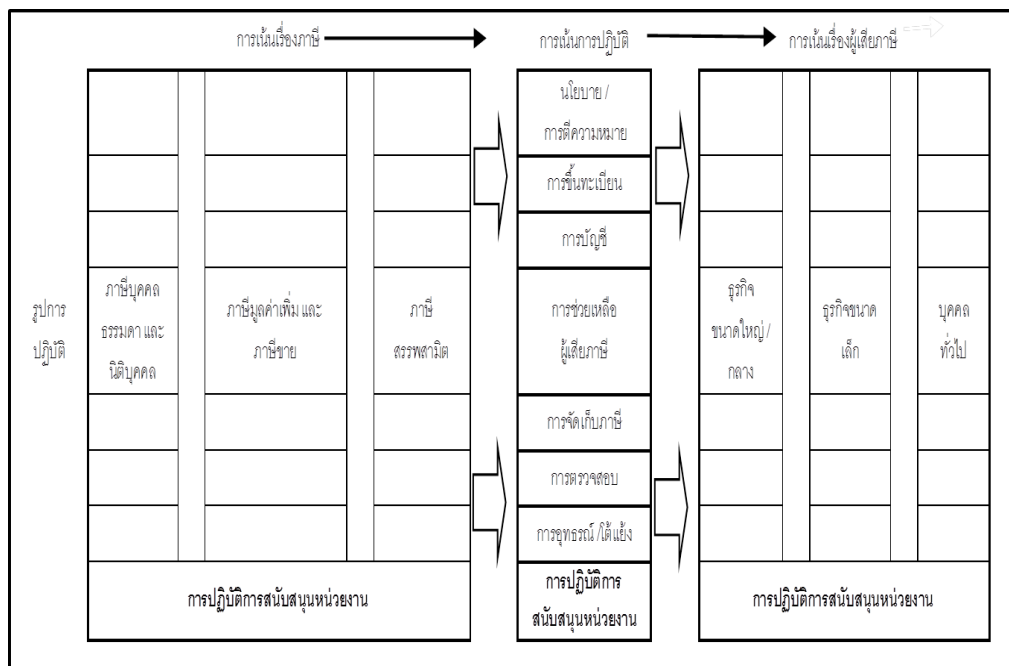 การเน้นเรื่องภาษี
การเน้นการปฏิบัติ
การเน้นเรื่องผู้เสียภาษี
รูปการ
ปฏิบัติ
ภาษีบุคคล
ธรรมดา และ
นิติบุคคล
ภาษีมูลค่าเพิ่ม และ
ภาษีขาย
ภาษี
สรรพสามิต
การปฏิบัติการสนับสนุนหน่วยงาน
นโยบาย /
การตีความหมาย
การขึ้นทะเบียน
การบัญชี
การช่วยเหลือ
ผู้เสียภาษี
การจัดเก็บภาษี
การตรวจสอบ
การอุทธรณ์ /โต้แย้ง
การปฏิบัติการ
สนับสนุนหน่วยงาน
ธุรกิจ
ขนาดใหญ่ /
กลาง
ธุรกิจขนาด
เล็ก
บุคคล
ทั่วไป
การปฏิบัติการสนับสนุนหน่วยงาน